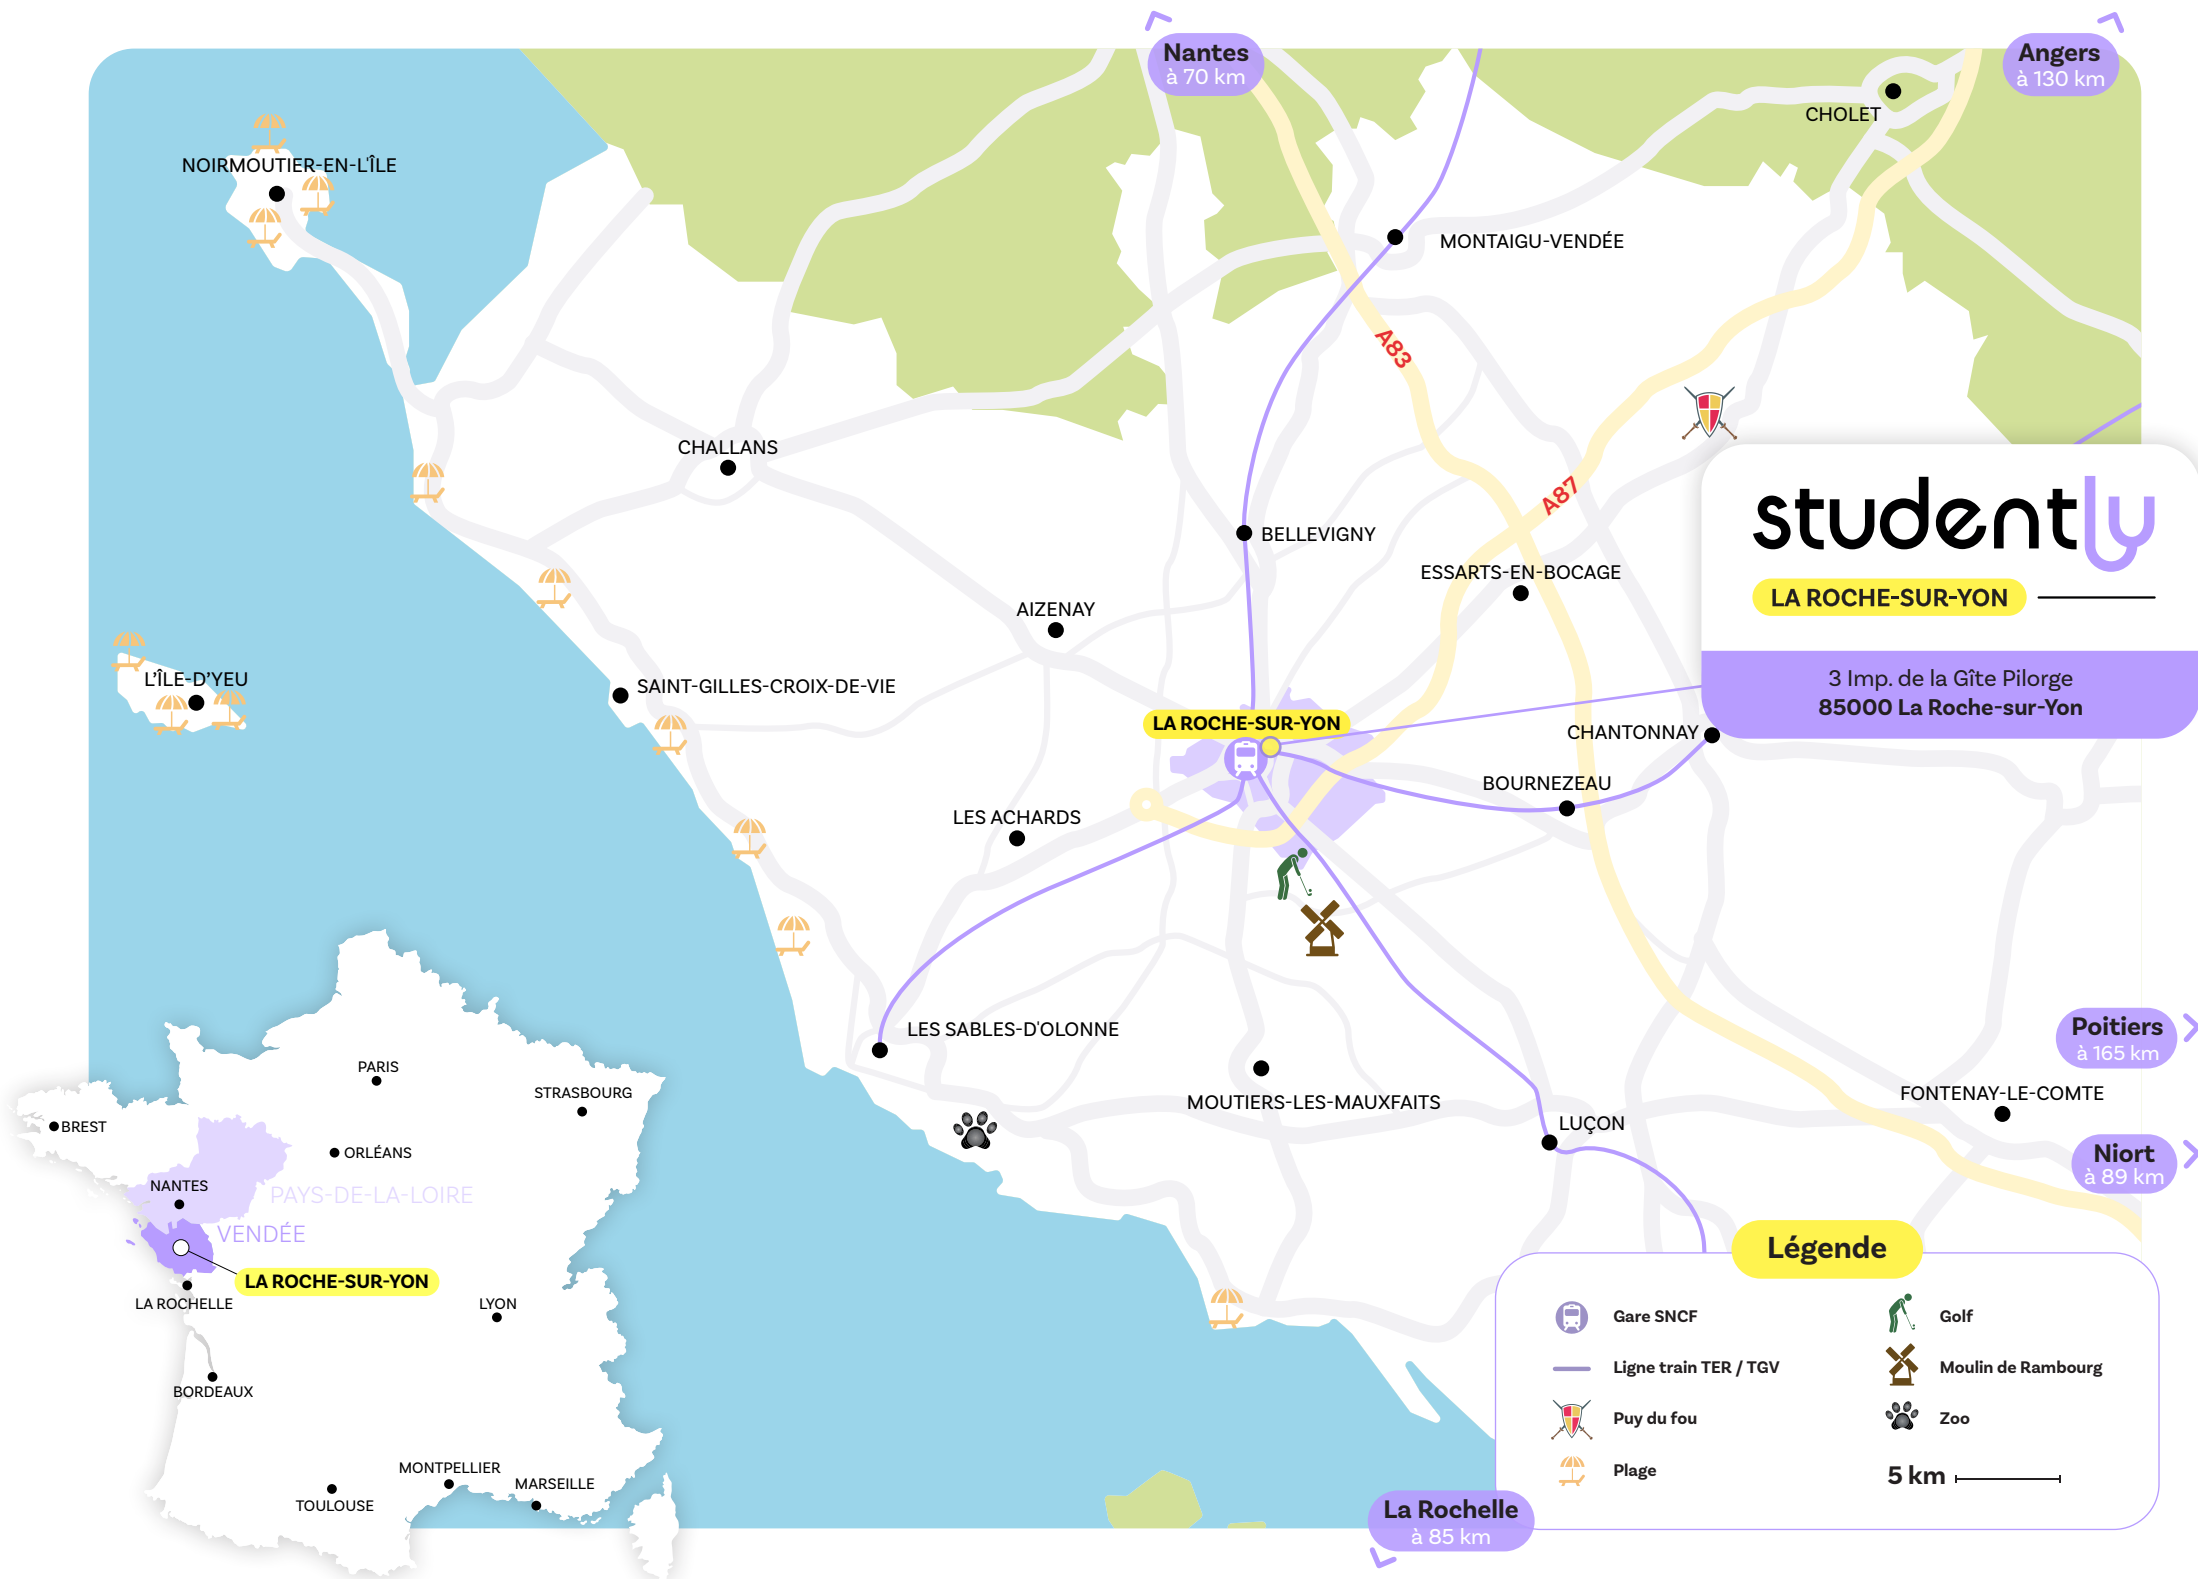 Nantes
à 70 km
Angers
à 130 km
CHOLET
NOIRMOUTIER-EN-L'ÎLE
MONTAIGU-VENDÉE
A83
CHALLANS
A87
BELLEVIGNY
ESSARTS-EN-BOCAGE
AIZENAY
L’ÎLE-D’YEU
SAINT-GILLES-CROIX-DE-VIE
LA ROCHE-SUR-YON
CHANTONNAY
BOURNEZEAU
LES ACHARDS
studently
LA ROCHE-SUR-YON
3 Imp. de la Gîte Pilorge
85000 La Roche-sur-Yon
LES SABLES-D'OLONNE
MOUTIERS-LES-MAUXFAITS
LUÇON
FONTENAY-LE-COMTE
Poitiers
à 165 km
Niort
à 89 km
PARIS
STRASBOURG
BREST
ORLÉANS
NANTES
PAYS-DE-LA-LOIRE
VENDÉE
LA ROCHE-SUR-YON
LA ROCHELLE
LYON
BORDEAUX
MONTPELLIER
MARSEILLE
TOULOUSE
Légende
Gare SNCF
Ligne train TER / TGV
Puy du fou
Plage
Golf
Moulin de Rambourg
Zoo
5 km
La Rochelle
à 85 km